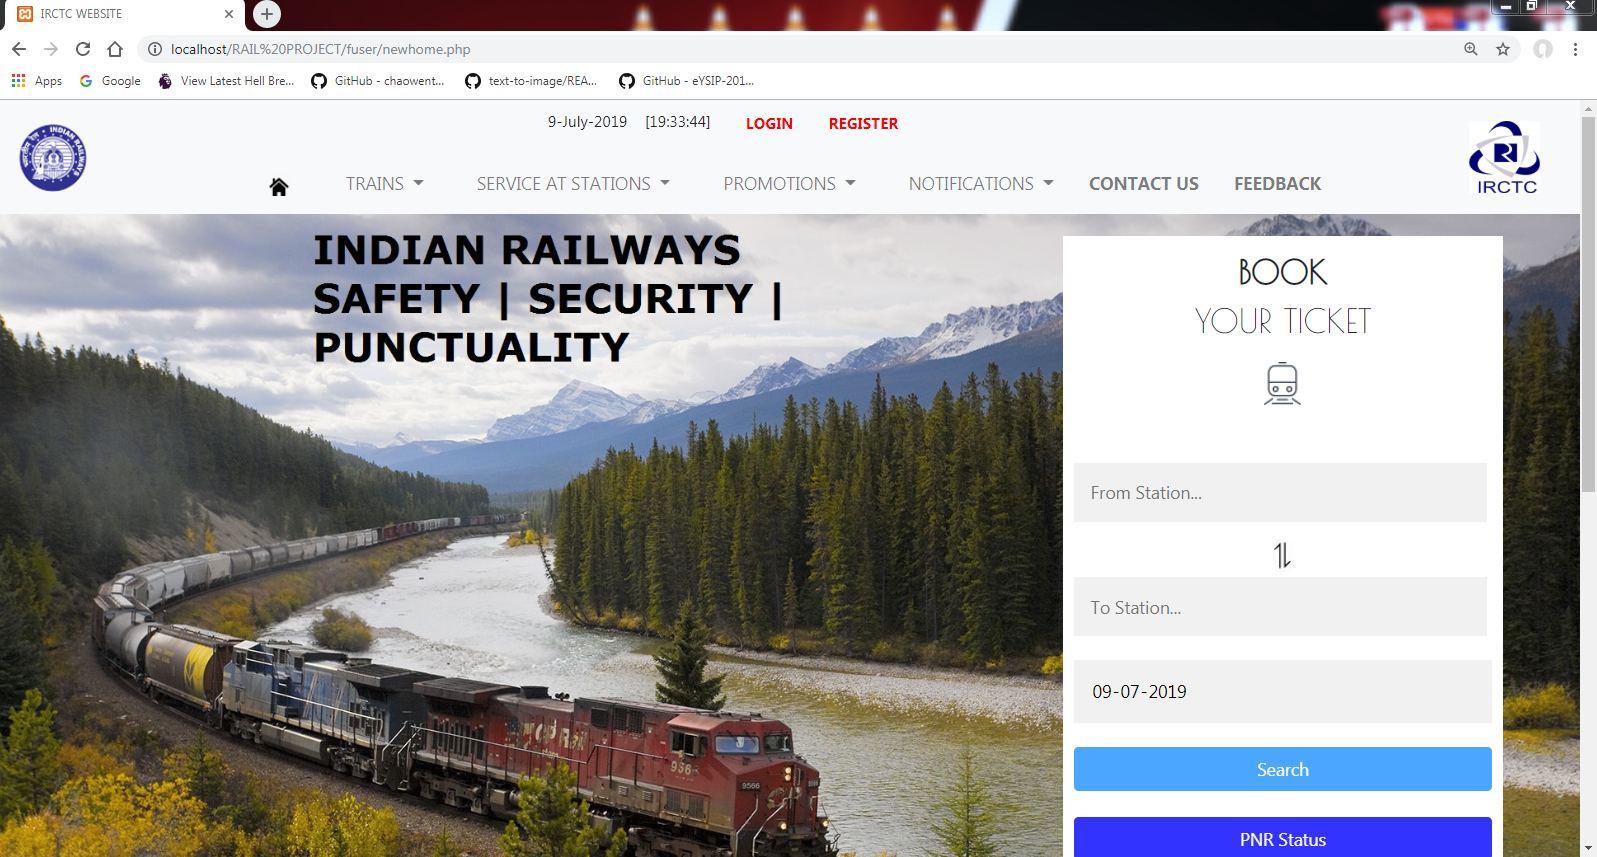 IRCTC WEBSITE
localhost/RAIL%20PROJECT/fuser/newhome.php
Apps Google View Latest Hell Bre... GitHub - chaowent... text-to-image/REA... GitHub - eYSIP-201...
9-July-2019 [19:33:44] LOGIN REGISTER
INDIAN RAILWAYS
TRAINS SERVICE AT STATIONS PROMOTIONS NOTIFICATIONS CONTACT US FEEDBACK
IRCTC
INDIAN RAILWAYS
SAFETY | SECURITY |
PUNCTUALITY
BOOK
YOUR TICKET
From Station...
To Station...
09-07-2019
Search
PNR Status
9566